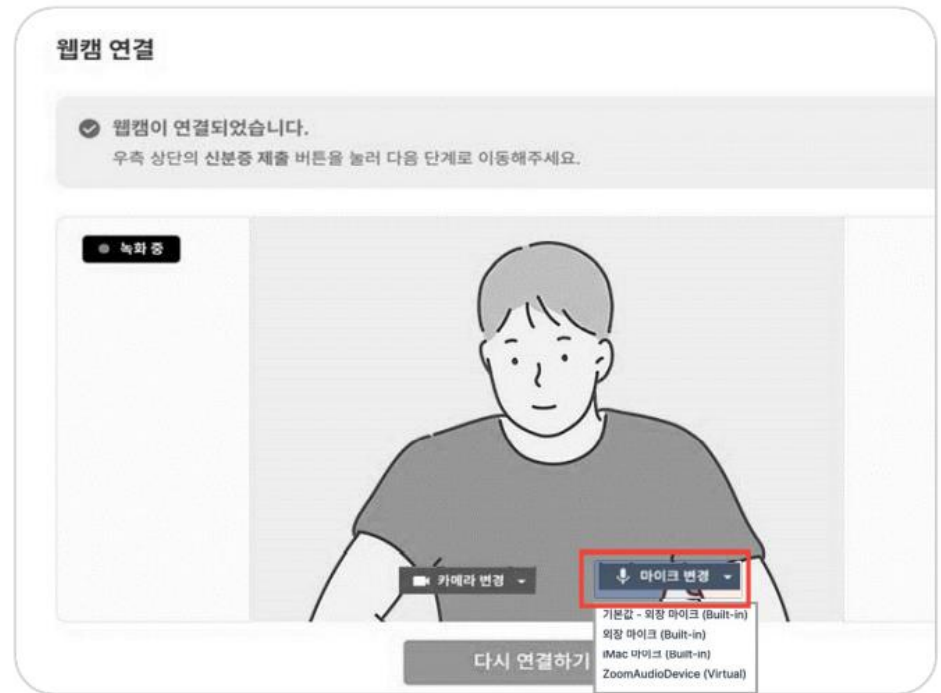 웹캠 연결
웹캠이 연결되었습니다.
우측 상단의 신분증 제출 버튼을 눌러 다음 단계로 이동해주세요.
녹화 중
카메라 변경
마이크 변경
기본값 - 외장 마이크 (Built-in)
외장 마이크 (Built-in)
iMac 마이크 (Built-in)
ZoomAudioDevice (Virtual)
다시 연결하기